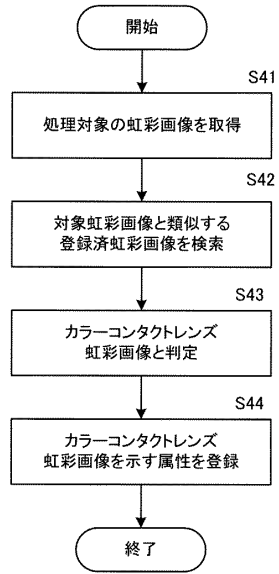 開始
S41
処理対象の虹彩画像を取得
S42
対象虹彩画像と類似する
登録済虹彩画像を検索
S43
カラーコンタクトレンズ
虹彩画像と判定
S44
カラーコンタクトレンズ
虹彩画像を示す属性を登録
終了